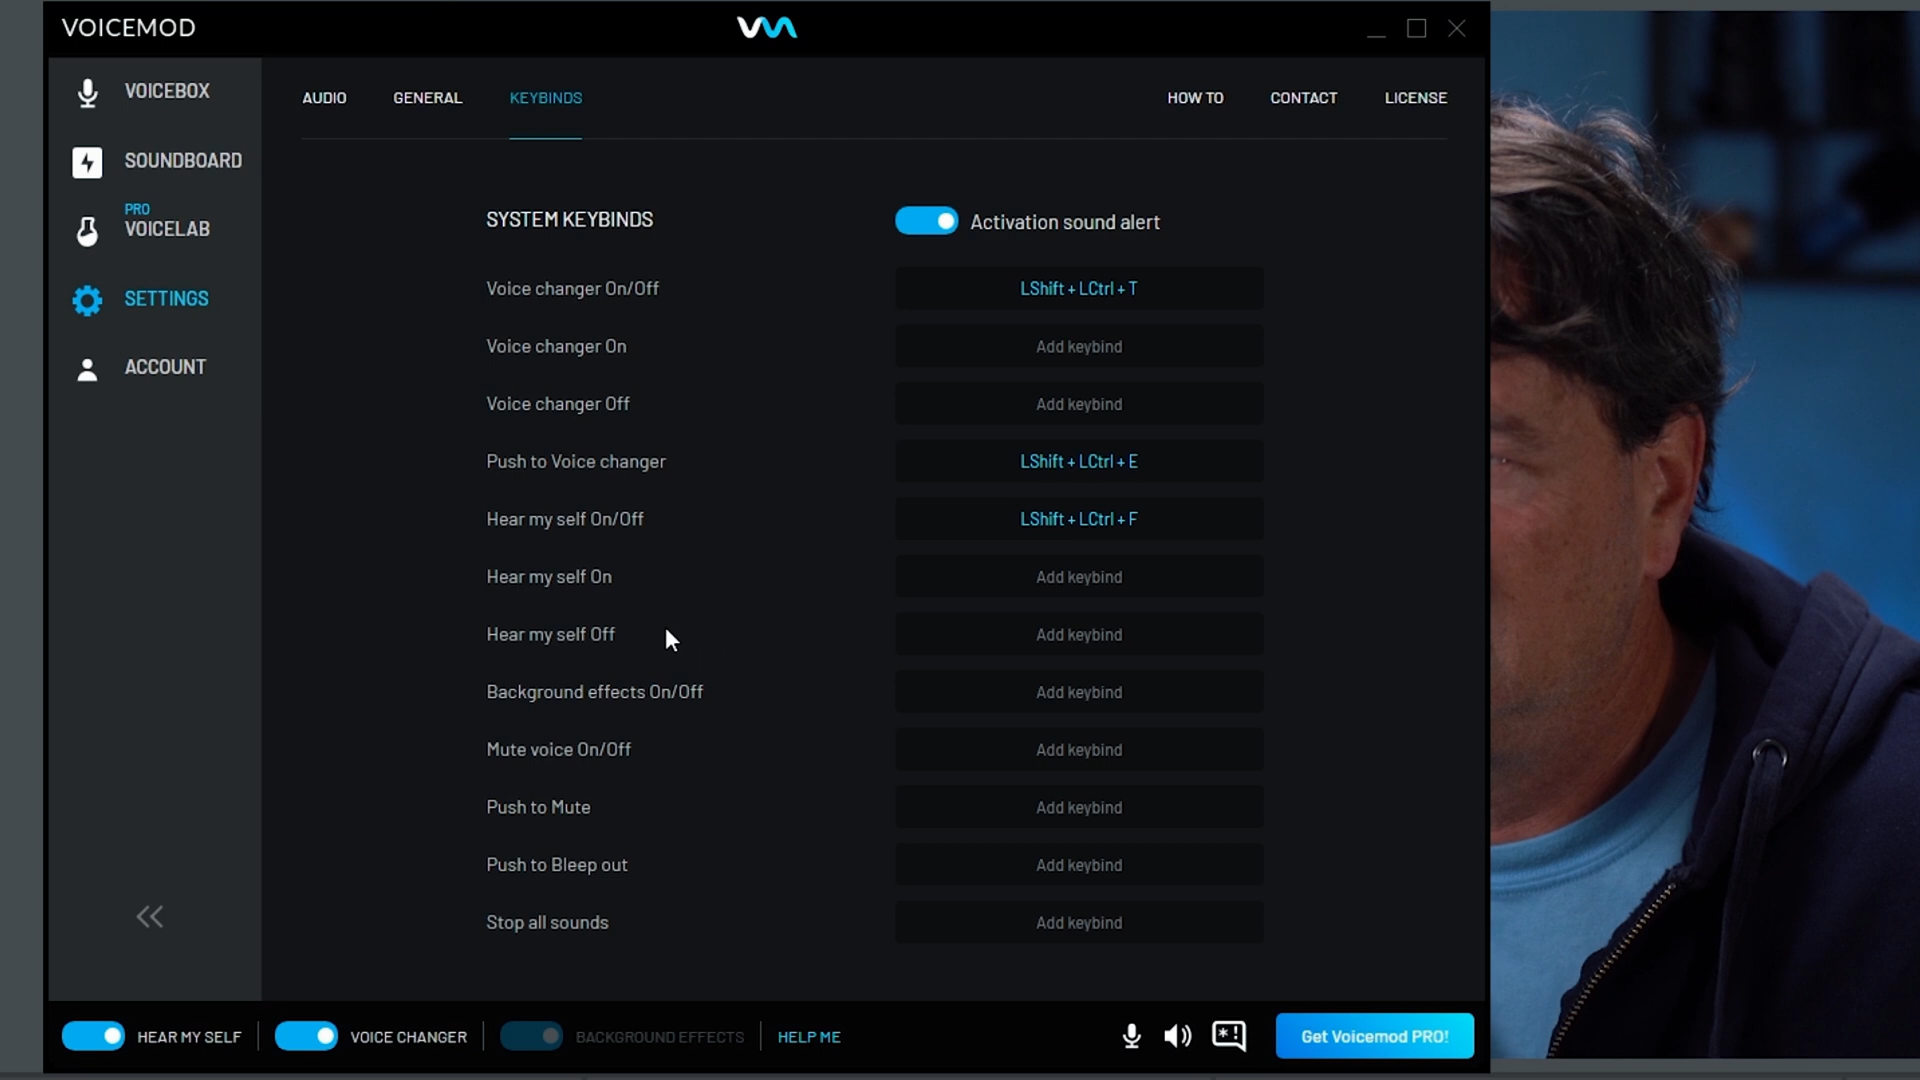 VOICEMOD
VOICEBOX
SOUNDBOARD
PRO
VOICELAB
SETTINGS
ACCOUNT
AUDIO GENERAL KEYBINDS HOW TO CONTACT LICENSE
SYSTEM KEYBINDS Activation sound alert
Voice changer On/Off LShift + LCtrl + T
Voice changer On Add keybind
Voice changer Off Add keybind
Push to Voice changer LShift + LCtrl + E
Hear my self On/Off LShift + LCtrl + F
Hear my self On Add keybind
Hear my self Off Add keybind
Background effects On/Off Add keybind
Mute voice On/Off Add keybind
Push to Mute Add keybind
Push to Bleep out Add keybind
Stop all sounds Add keybind
HEAR MY SELF VOICE CHANGER BACKGROUND EFFECTS HELP ME Get Voicemod PRO!